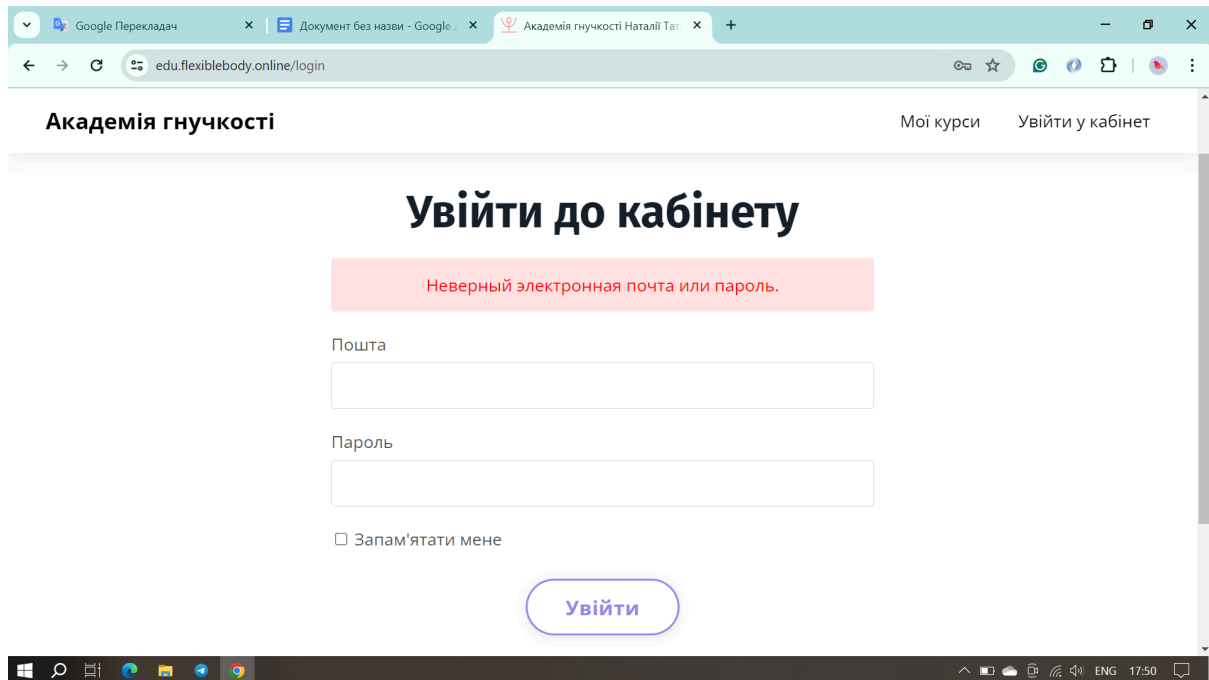 Google Перекладач
Документ без назви - Google
Академія гнучкості Наталії Тат
edu.flexiblebody.online/login
Академія гнучкості
Мої курси
Увійти у кабінет
Увійти до кабінету
Неверный электронная почта или пароль.
Пошта
Пароль
Запам'ятати мене
Увійти
ENG 17:50